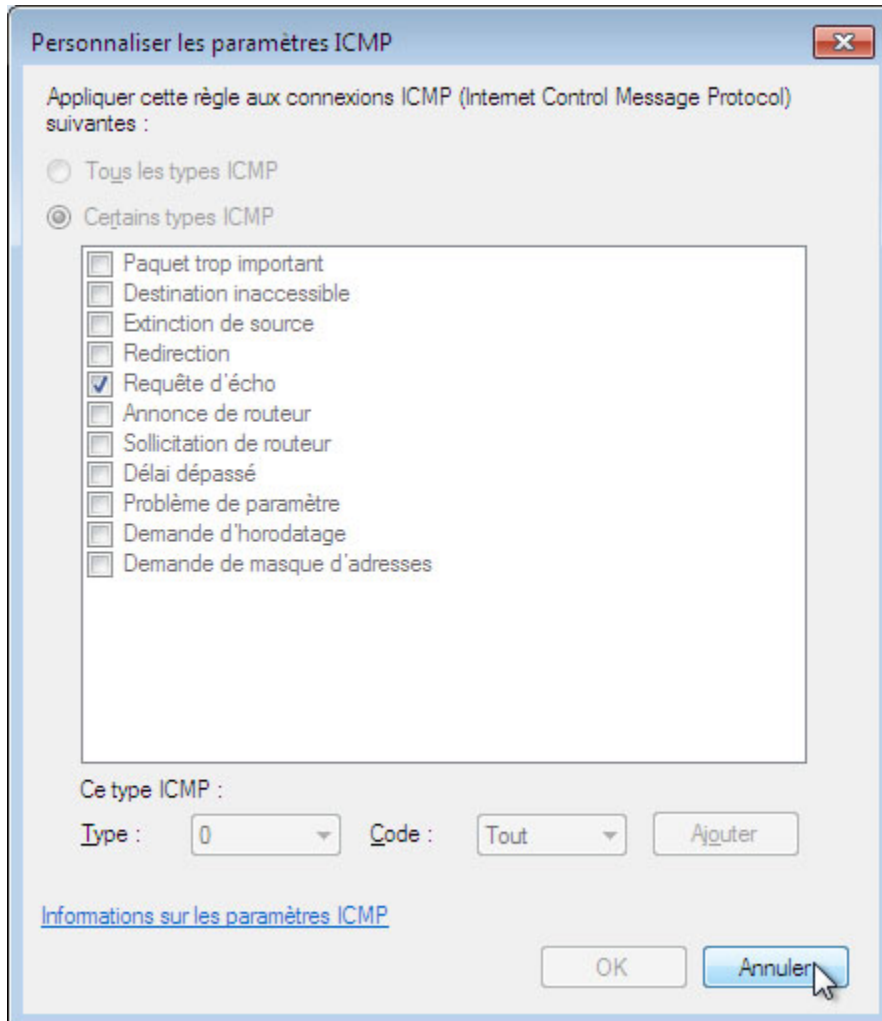 Personnaliser les paramètres ICMP
Appliquer cette règle aux connexions ICMP (Internet Control Message Protocol)
suivantes :
Tous les types ICMP
Certains types ICMP
Paquet trop important
Destination inaccessible
Extinction de source
Redirection
Requête d'écho
Annonce de routeur
Sollicitation de routeur
Délai dépassé
Problème de paramètre
Demande d'horodatage
Demande de masque d'adresses
Ce type ICMP :
Type : 0 Code : Tout Ajouter
Informations sur les paramètres ICMP
OK Annuler